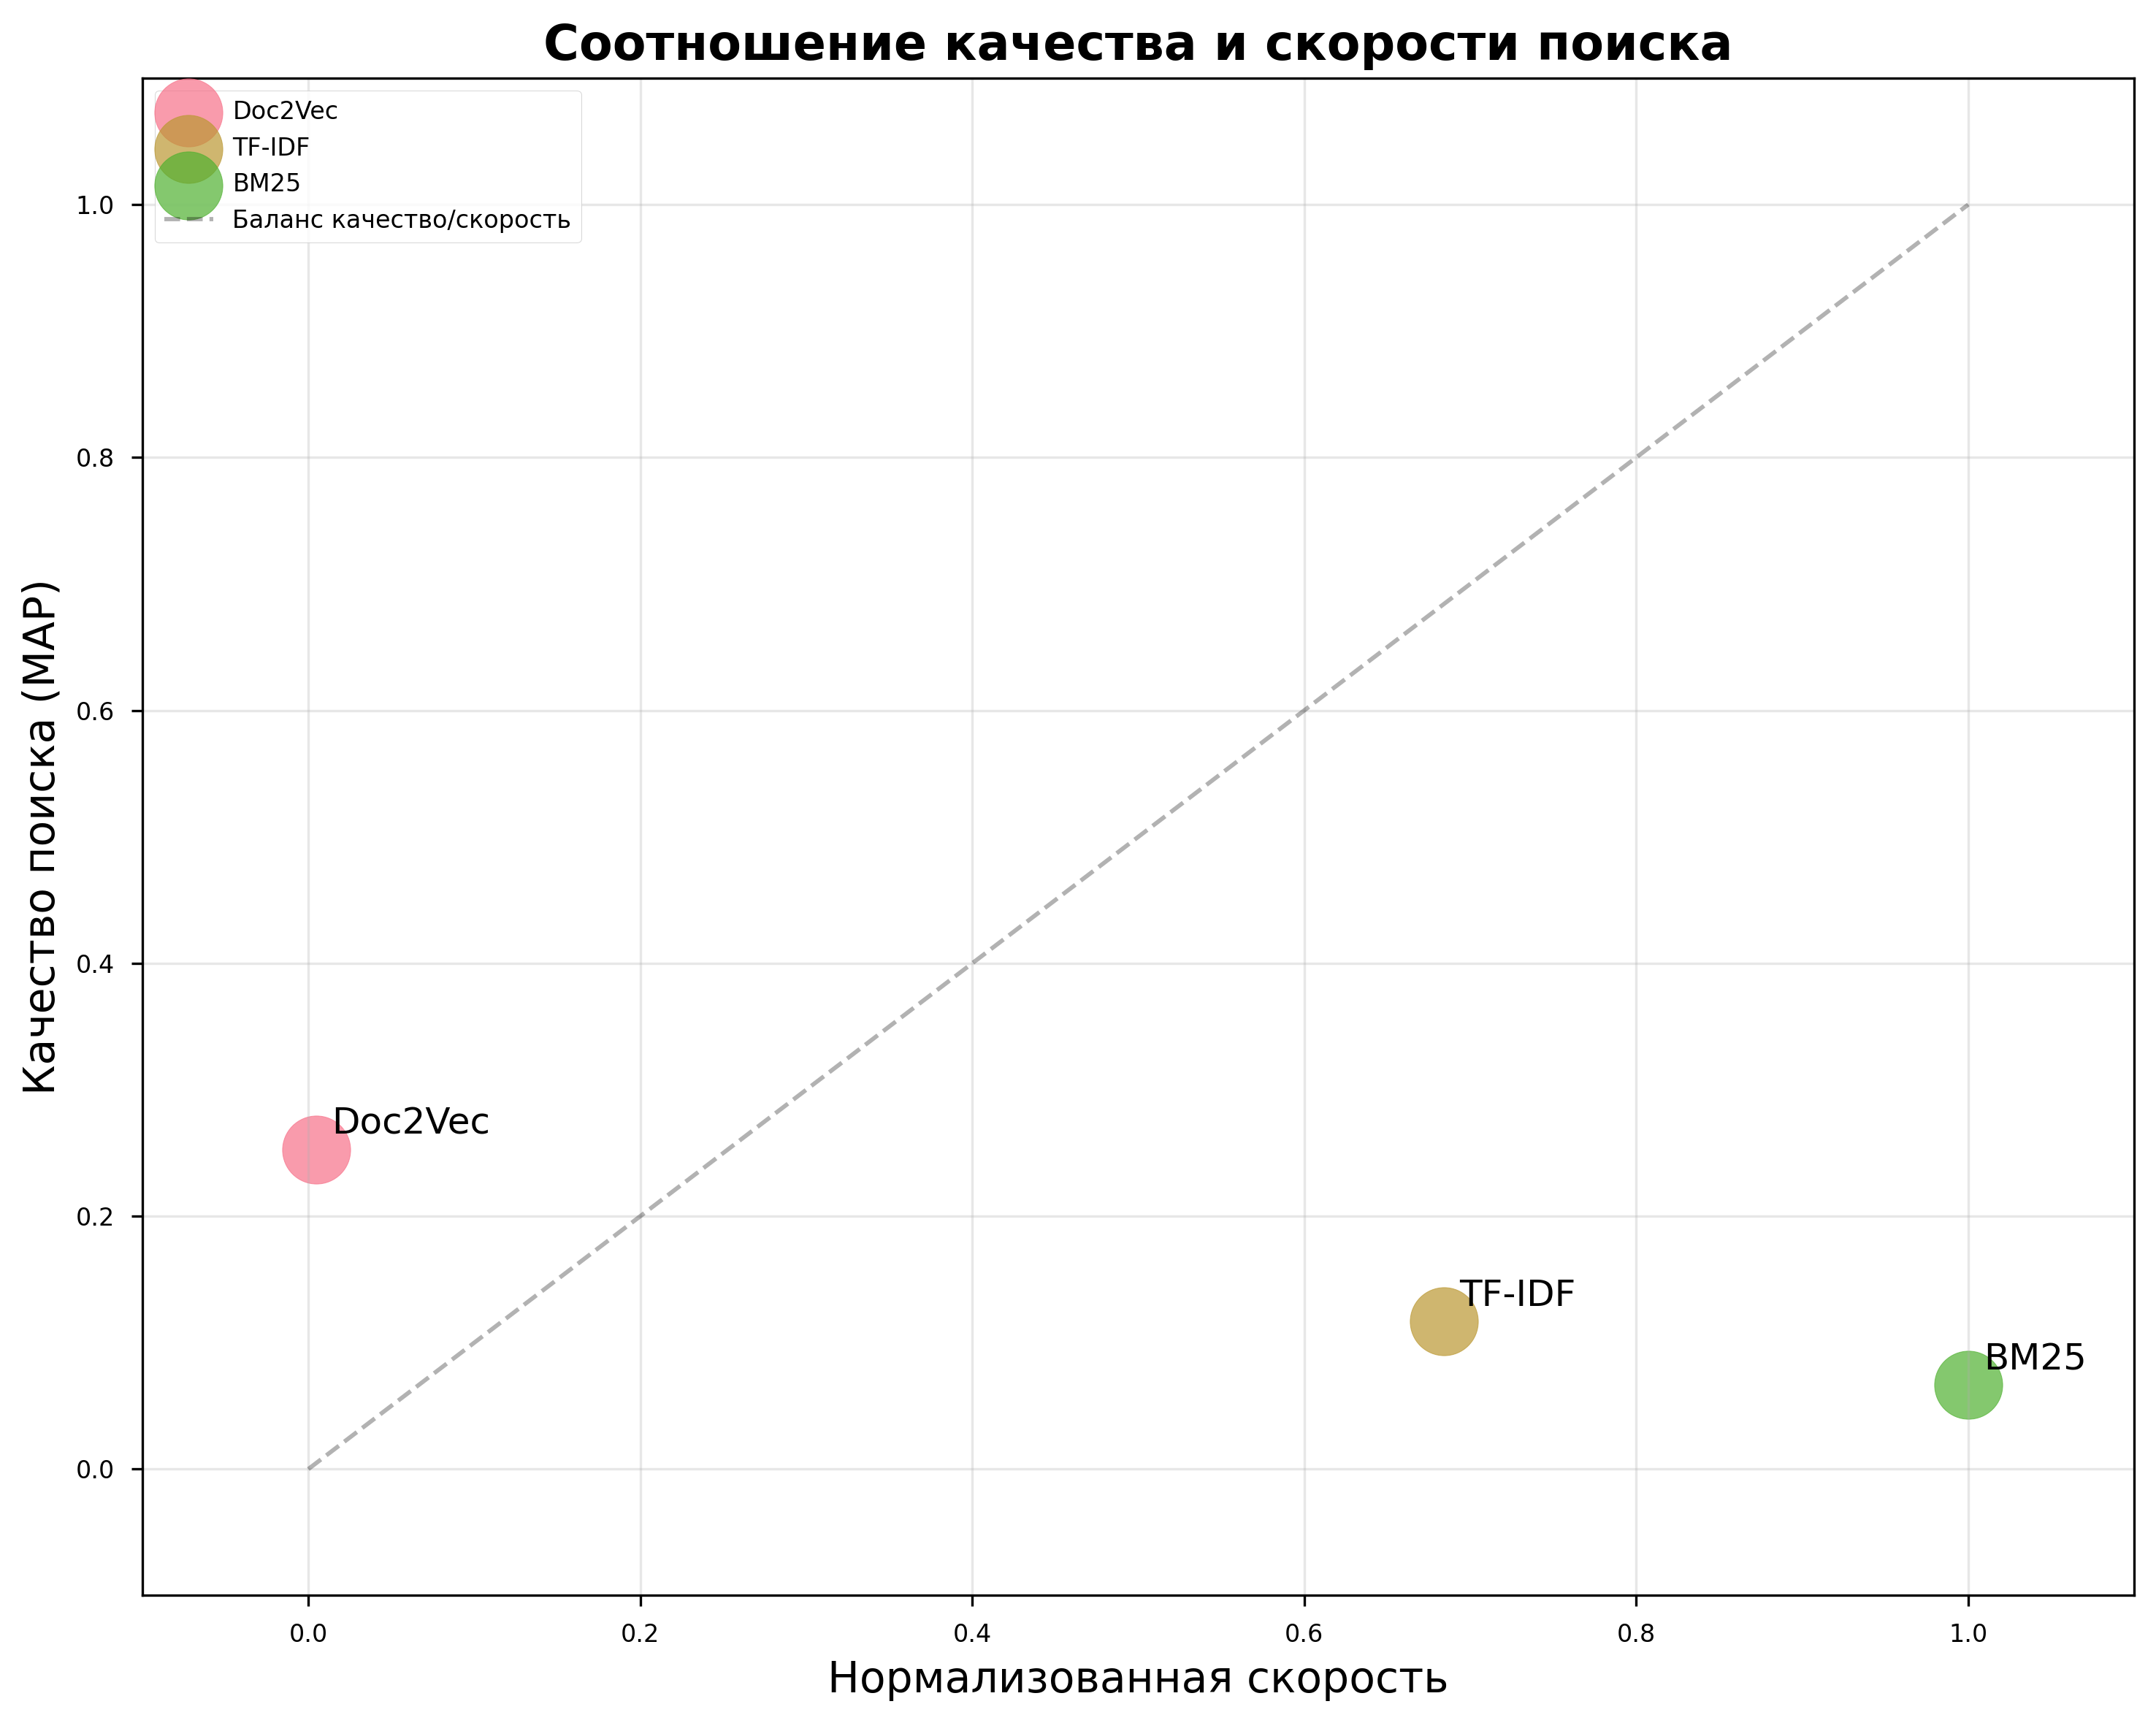 Соотношение качества и скорости поиска
Doc2Vec
TF-IDF
BM25
Баланс качество/скорость
Качество поиска (MAP)
1.0
0.8
0.6
0.4
0.2
0.0
Doc2Vec
TF-IDF
BM25
0.0 0.2 0.4 0.6 0.8 1.0
Нормализованная скорость